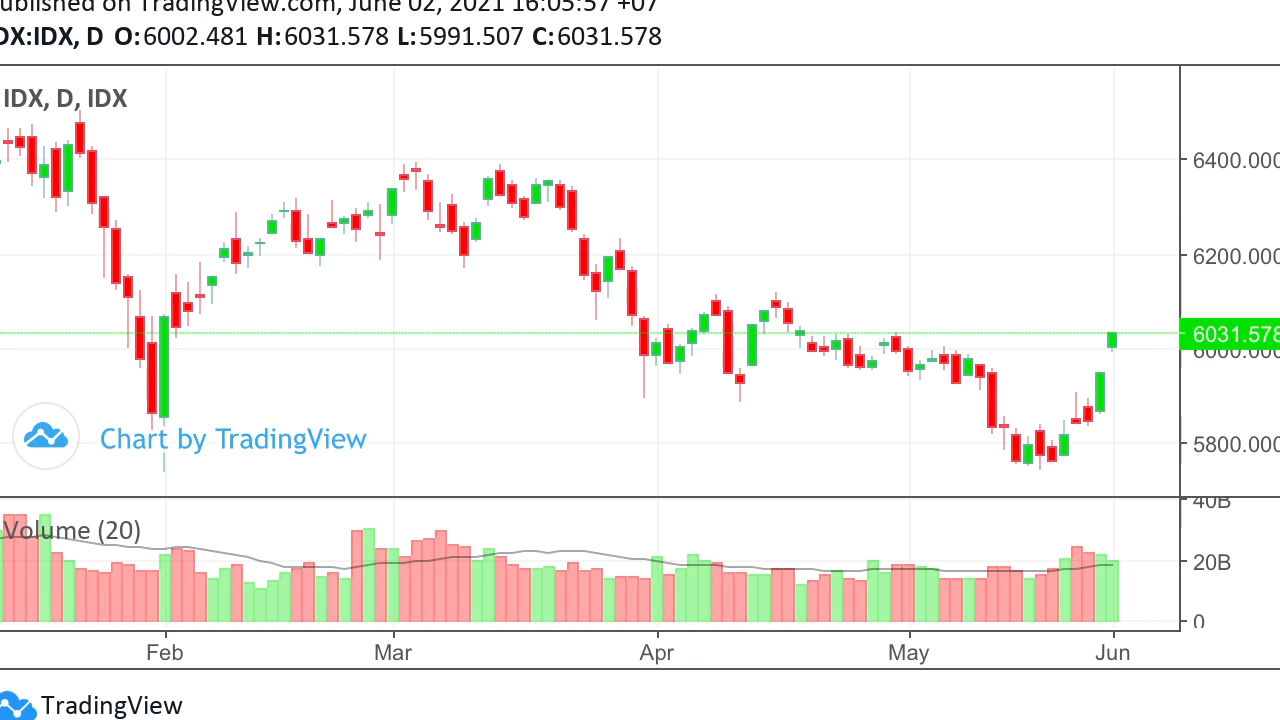 ublished on TradingView.com, June 02, 2021 16:05:57 +07
DX:IDX, D O:6002.481 H:6031.578 L:5991.507 C:6031.578
IDX, D, IDX
6400.000
6200.000
6031.578
6000.000
5800.000
Chart by TradingView
Volume (20)
40B
20B
0
Feb Mar Apr May Jun
TradingView